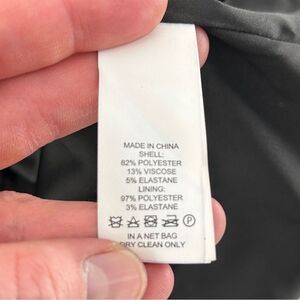 MADE IN CHINA
SHELL:
82% POLYESTER
13% VISCOSE
5% ELASTANE
LINING:
97% POLYESTER
3% ELASTANE
IN A NET BAG
DRY CLEAN ONLY